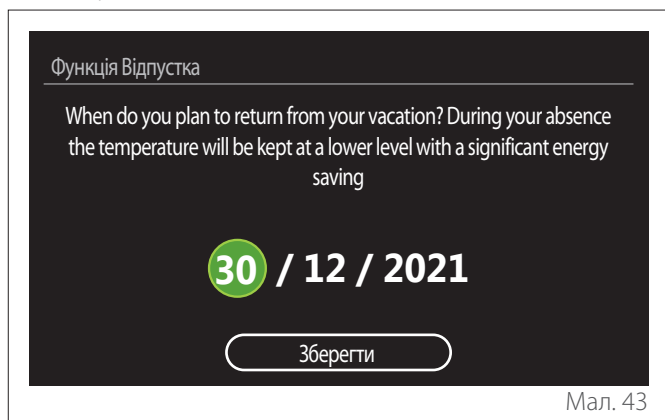 Функція Відпустка
When do you plan to return from your vacation? During your absence
the temperature will be kept at a lower level with a significant energy
saving
30 / 12 / 2021
Зберегти
Мал. 43